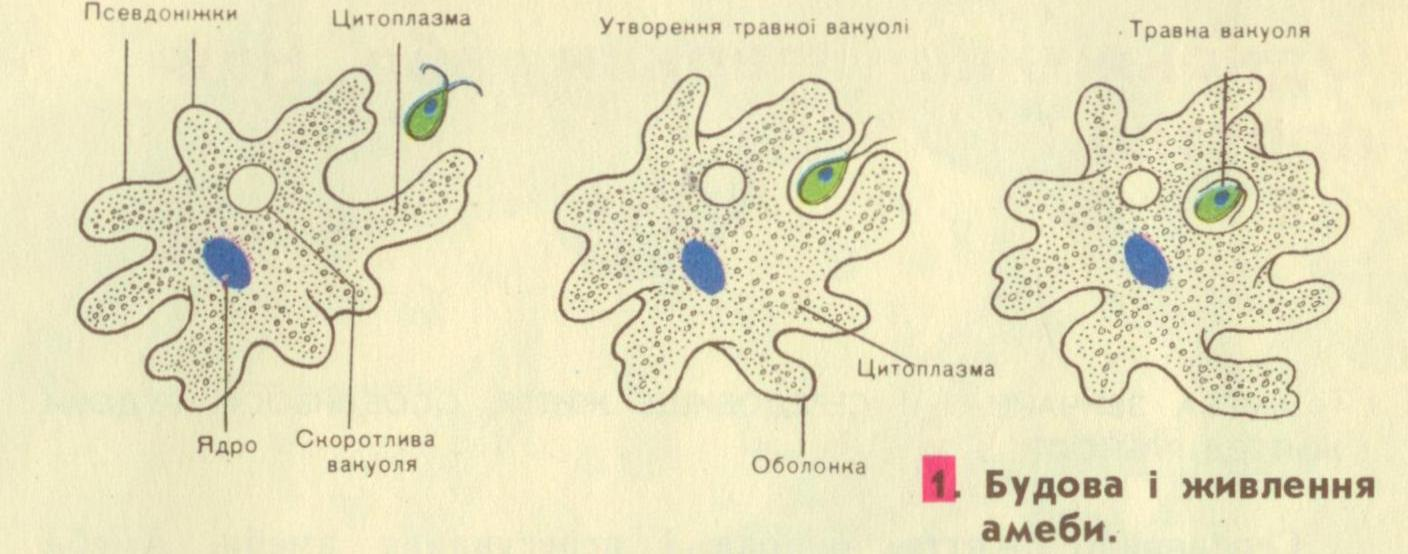 Псевдоніжки
Цитоплазма
Утворення травної вакуолі
Травна вакуоля
Цитоплазма
Ядро
Скоротлива
вакуоля
Оболонка
1. Будова і живлення
амеби.